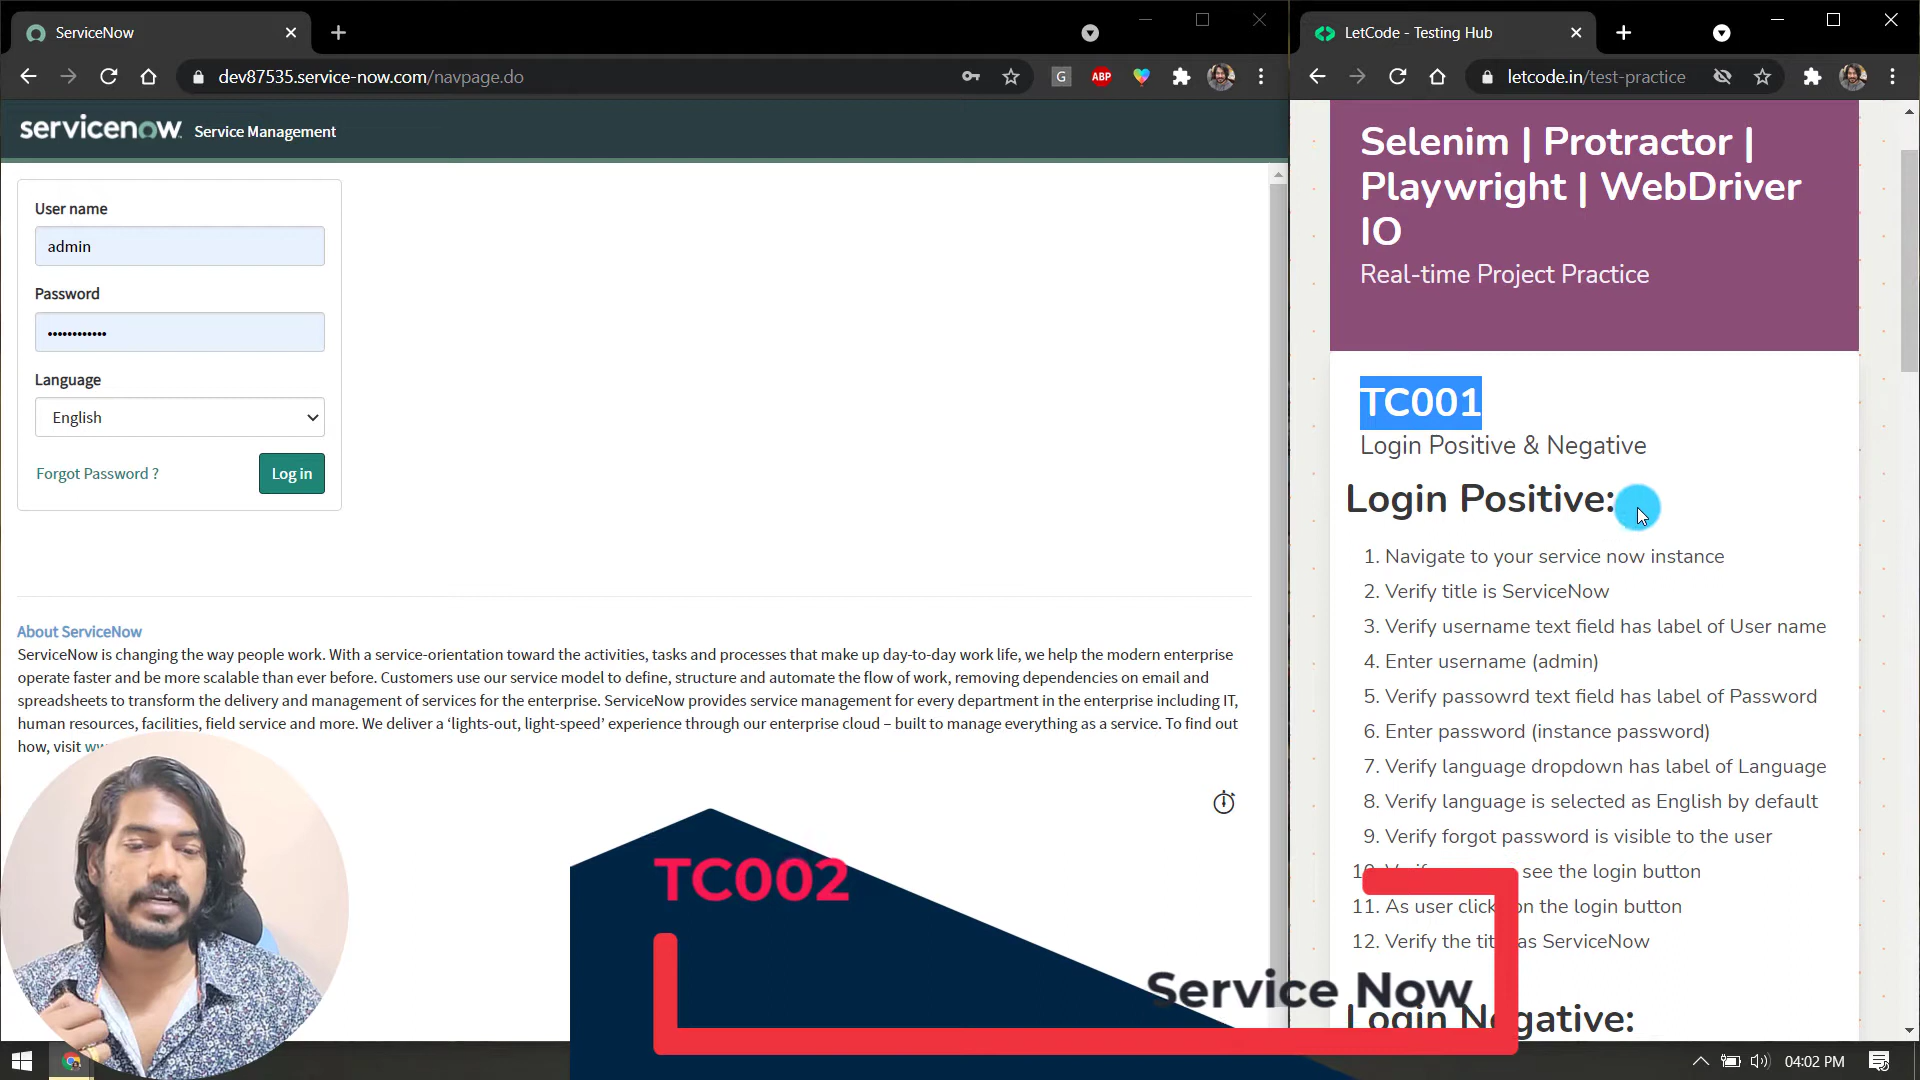 ServiceNow
dev87535.service-now.com/navpage.do
G
ABP
servicenow
Service Management
User name
admin
Password
••••••••••••
Language
English
Forgot Password ?
Log in
About ServiceNow
ServiceNow is changing the way people work. With a service-orientation toward the activities, tasks and processes that make up day-to-day work life, we help the modern enterprise
operate faster and be more scalable than ever before. Customers use our service model to define, structure and automate the flow of work, removing dependencies on email and
spreadsheets to transform the delivery and management of services for the enterprise. ServiceNow provides service management for every department in the enterprise including IT,
human resources, facilities, field service and more. We deliver a ‘lights-out, light-speed’ experience through our enterprise cloud – built to manage everything as a service. To find out
how, visit
LetCode - Testing Hub
letcode.in/test-practice
Selenim | Protractor |
Playwright | WebDriver
IO
Real-time Project Practice
TC001
Login Positive & Negative
Login Positive:
1. Navigate to your service now instance
2. Verify title is ServiceNow
3. Verify username text field has label of User name
4. Enter username (admin)
5. Verify passowrd text field has label of Password
6. Enter password (instance password)
7. Verify language dropdown has label of Language
8. Verify language is selected as English by default
9. Verify forgot password is visible to the user
see the login button
11. As user click on the login button
12. Verify the as ServiceNow
Login Negative:
TC002
Service Now
04:02 PM